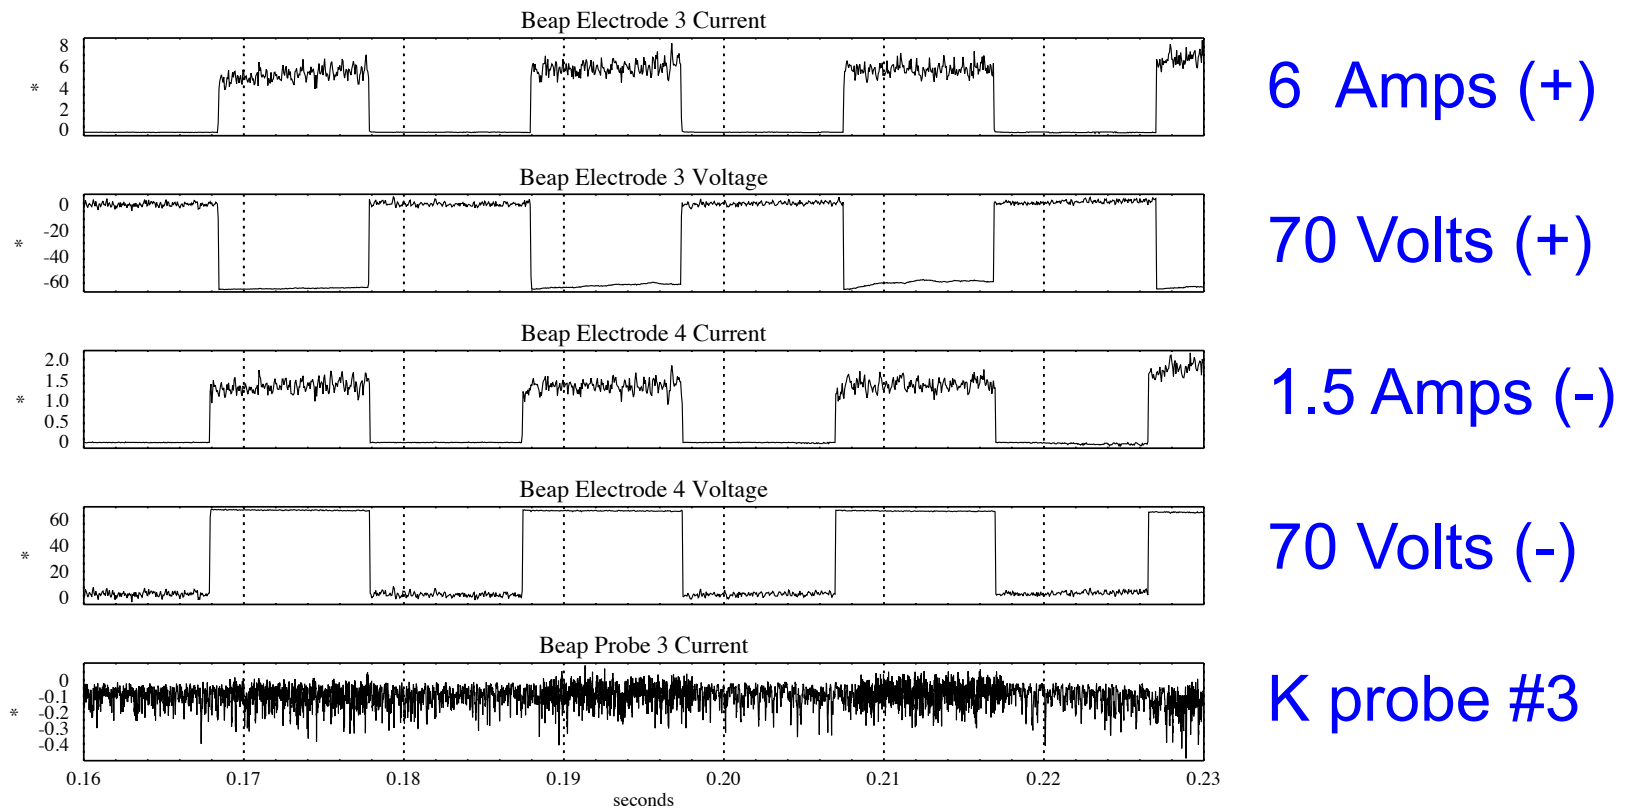 Beap Electrode 3 Current
8
6
4
2
0
*
6 Amps (+)
Beap Electrode 3 Voltage
0
-20
-40
-60
*
70 Volts (+)
Beap Electrode 4 Current
2.0
1.5
1.0
0.5
0
*
1.5 Amps (-)
Beap Electrode 4 Voltage
60
40
20
0
*
70 Volts (-)
Beap Probe 3 Current
0
-0.1
-0.2
-0.3
-0.4
*
K probe #3
0.16 0.17 0.18 0.19 0.20 0.21 0.22 0.23
seconds